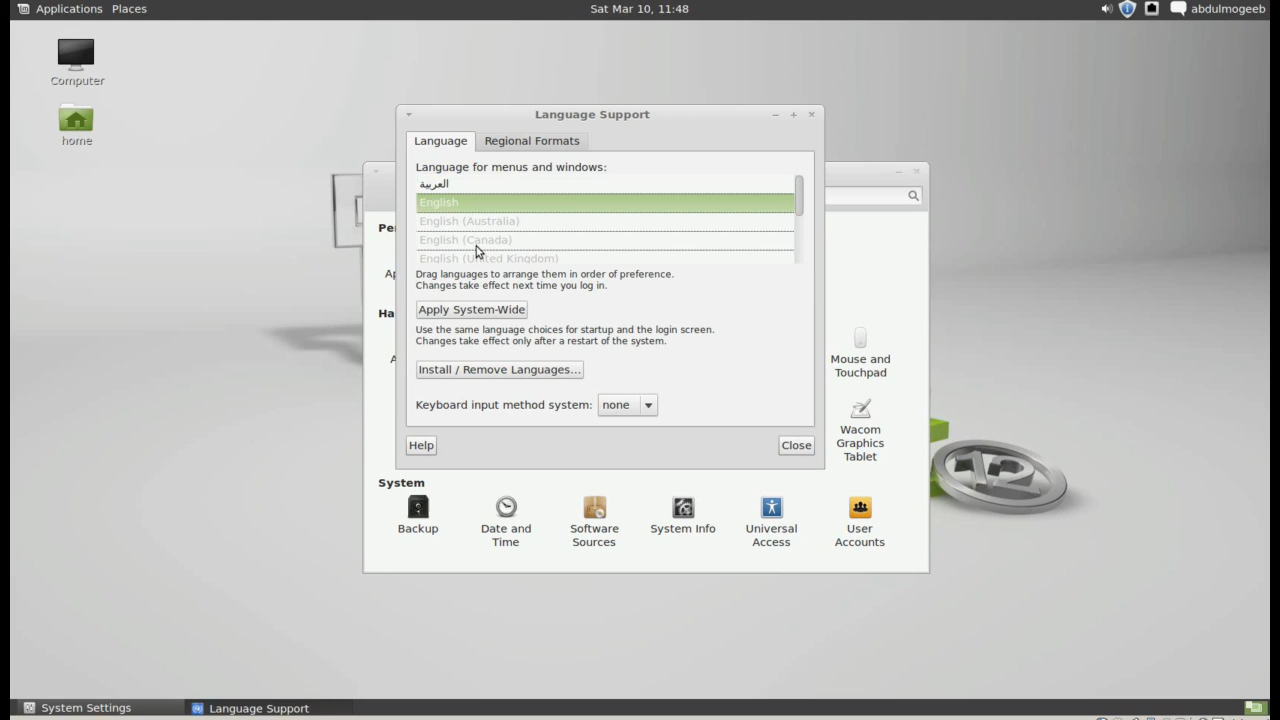 Applications Places
Sat Mar 10, 11:48
abdulmogeeb
Computer
home
Language Support
Language
Regional Formats
Language for menus and windows:
العربية
English
English (Australia)
English (Canada)
English (United Kingdom)
Drag languages to arrange them in order of preference.
Changes take effect next time you log in.
Apply System-Wide
Use the same language choices for startup and the login screen.
Changes take effect only after a restart of the system.
Install / Remove Languages...
Keyboard input method system: none
Help
Close
Mouse and
Touchpad
Wacom
Graphics
Tablet
12
System
Backup
Date and
Time
Software
Sources
System Info
Universal
Access
User
Accounts
System Settings
Language Support